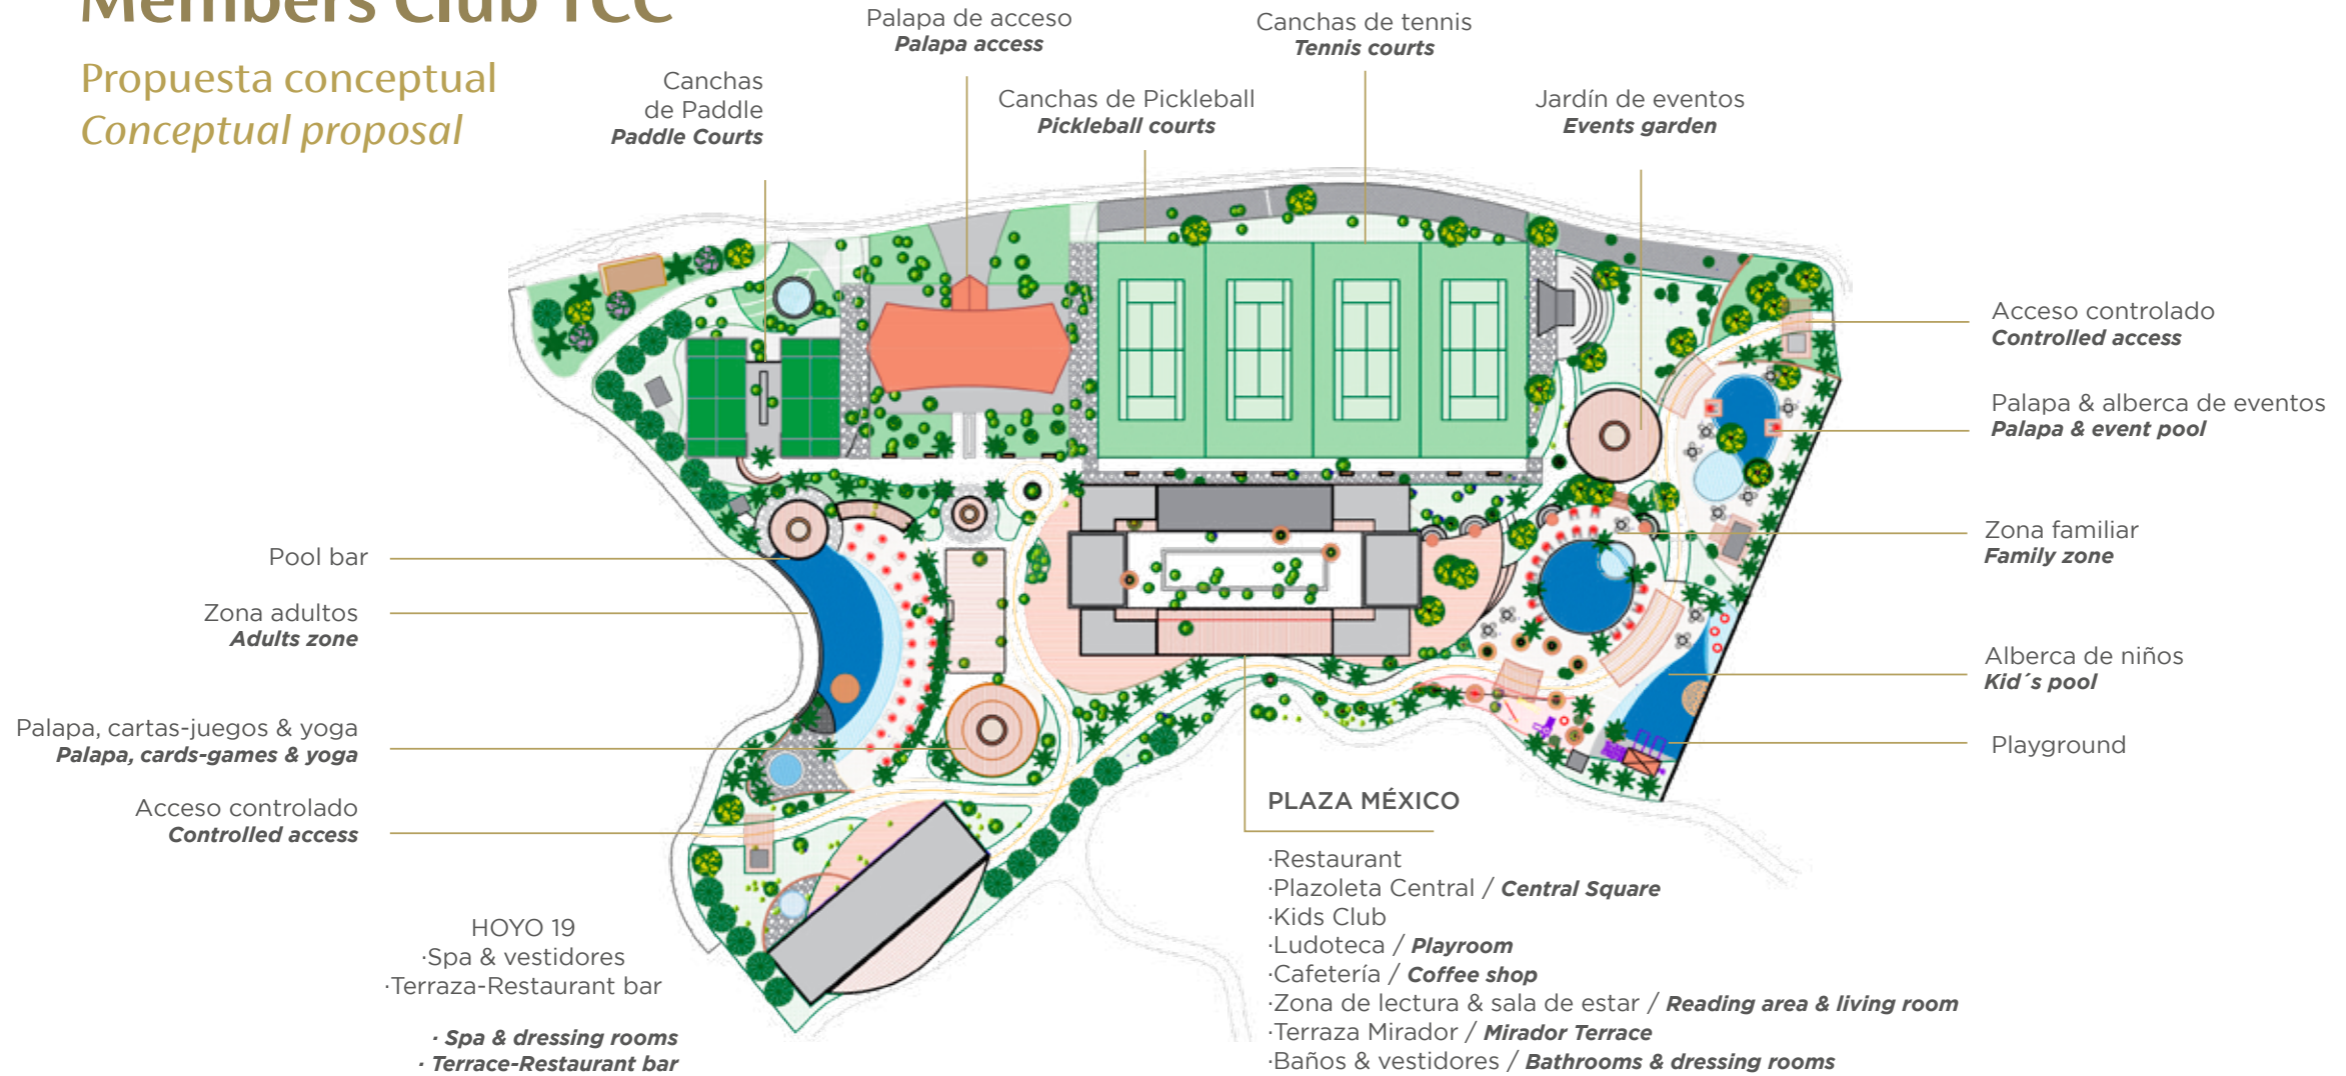 Members Club TCC
Propuesta conceptual
Conceptual proposal
Canchas
de Paddle
Paddle Courts
Palapa de acceso
Palapa access
Canchas de Pickleball
Pickleball courts
Canchas de tennis
Tennis courts
Jardín de eventos
Events garden
Acceso controlado
Controlled access
Palapa & alberca de eventos
Palapa & event pool
Zona familiar
Family zone
Alberca de niños
Kid´s pool
Playground
Pool bar
Zona adultos
Adults zone
Palapa, cartas-juegos & yoga
Palapa, cards-games & yoga
Acceso controlado
Controlled access
HOYO 19
·Spa & vestidores
·Terraza-Restaurant bar
· Spa & dressing rooms
· Terrace-Restaurant bar
PLAZA MÉXICO
·Restaurant
·Plazoleta Central / Central Square
·Kids Club
·Ludoteca / Playroom
·Cafetería / Coffee shop
·Zona de lectura & sala de estar / Reading area & living room
·Terraza Mirador / Mirador Terrace
·Baños & vestidores / Bathrooms & dressing rooms